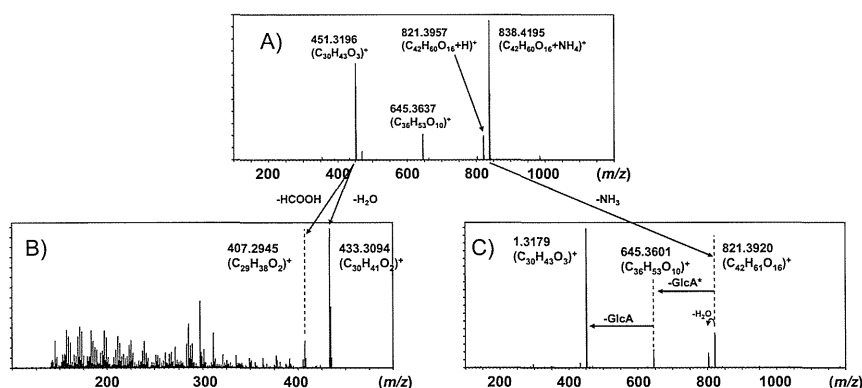 A)
451.3196
(C30H43O3)+
821.3957
(C42H60O16+H)+
838.4195
(C42H60O16+NH4)+
645.3637
(C36H53O10)+
200 400 600 800 1000 (m/z)
-HCOOH
-H2O
-NH3
B)
407.2945
(C29H38O2)+
433.3094
(C30H41O2)+
200 300 400 500 (m/z)
C)
1.3179
(C30H43O3)+
645.3601
(C36H53O10)+
821.3920
(C42H61O16)+
-GlcA*
-GlcA
-H2O
200 400 600 800 1000 (m/z)